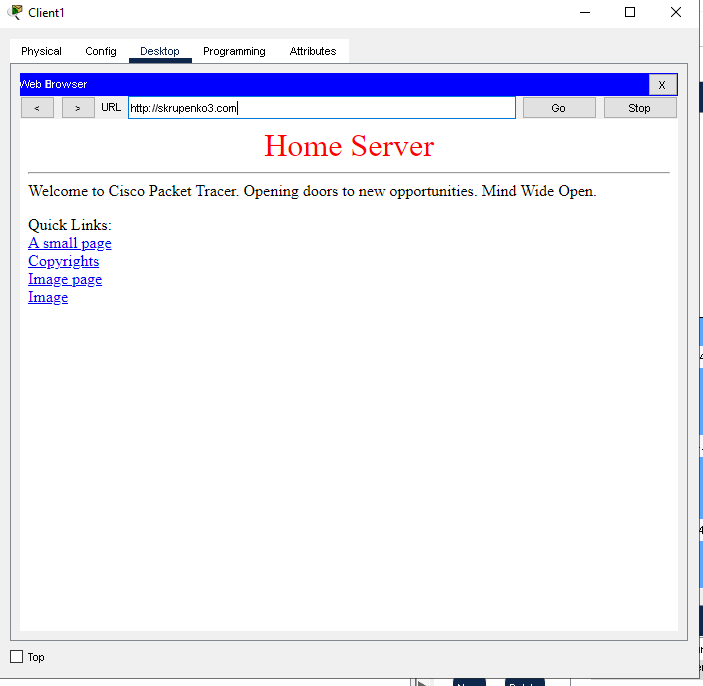 Client1
Physical Config Desktop Programming Attributes
Web Browser X
< > URL http://skrupenko3.com Go Stop
Home Server
Welcome to Cisco Packet Tracer. Opening doors to new opportunities. Mind Wide Open.
Quick Links:
A small page
Copyrights
Image page
Image
Top